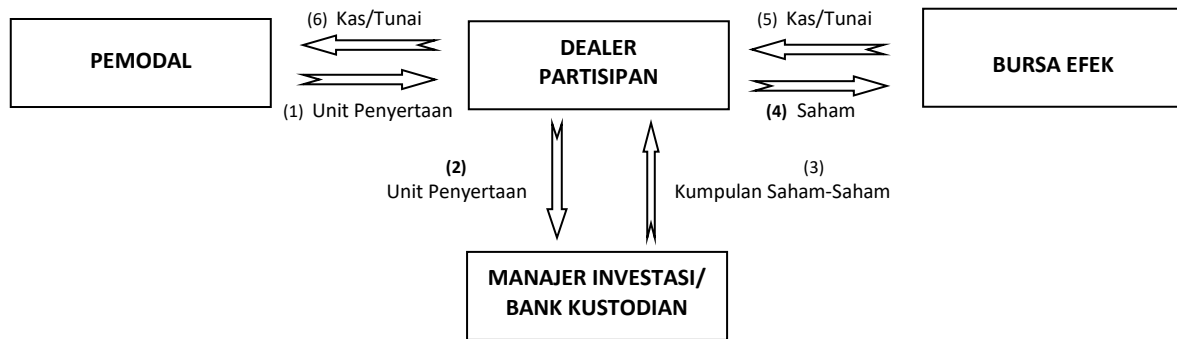 (6) Kas/Tunai
(5) Kas/Tunai
PEMODAL
DEALER
PARTISIPAN
BURSA EFEK
(1) Unit Penyertaan
(4) Saham
(2)
Unit Penyertaan
(3)
Kumpulan Saham-Saham
MANAJER INVESTASI/
BANK KUSTODIAN